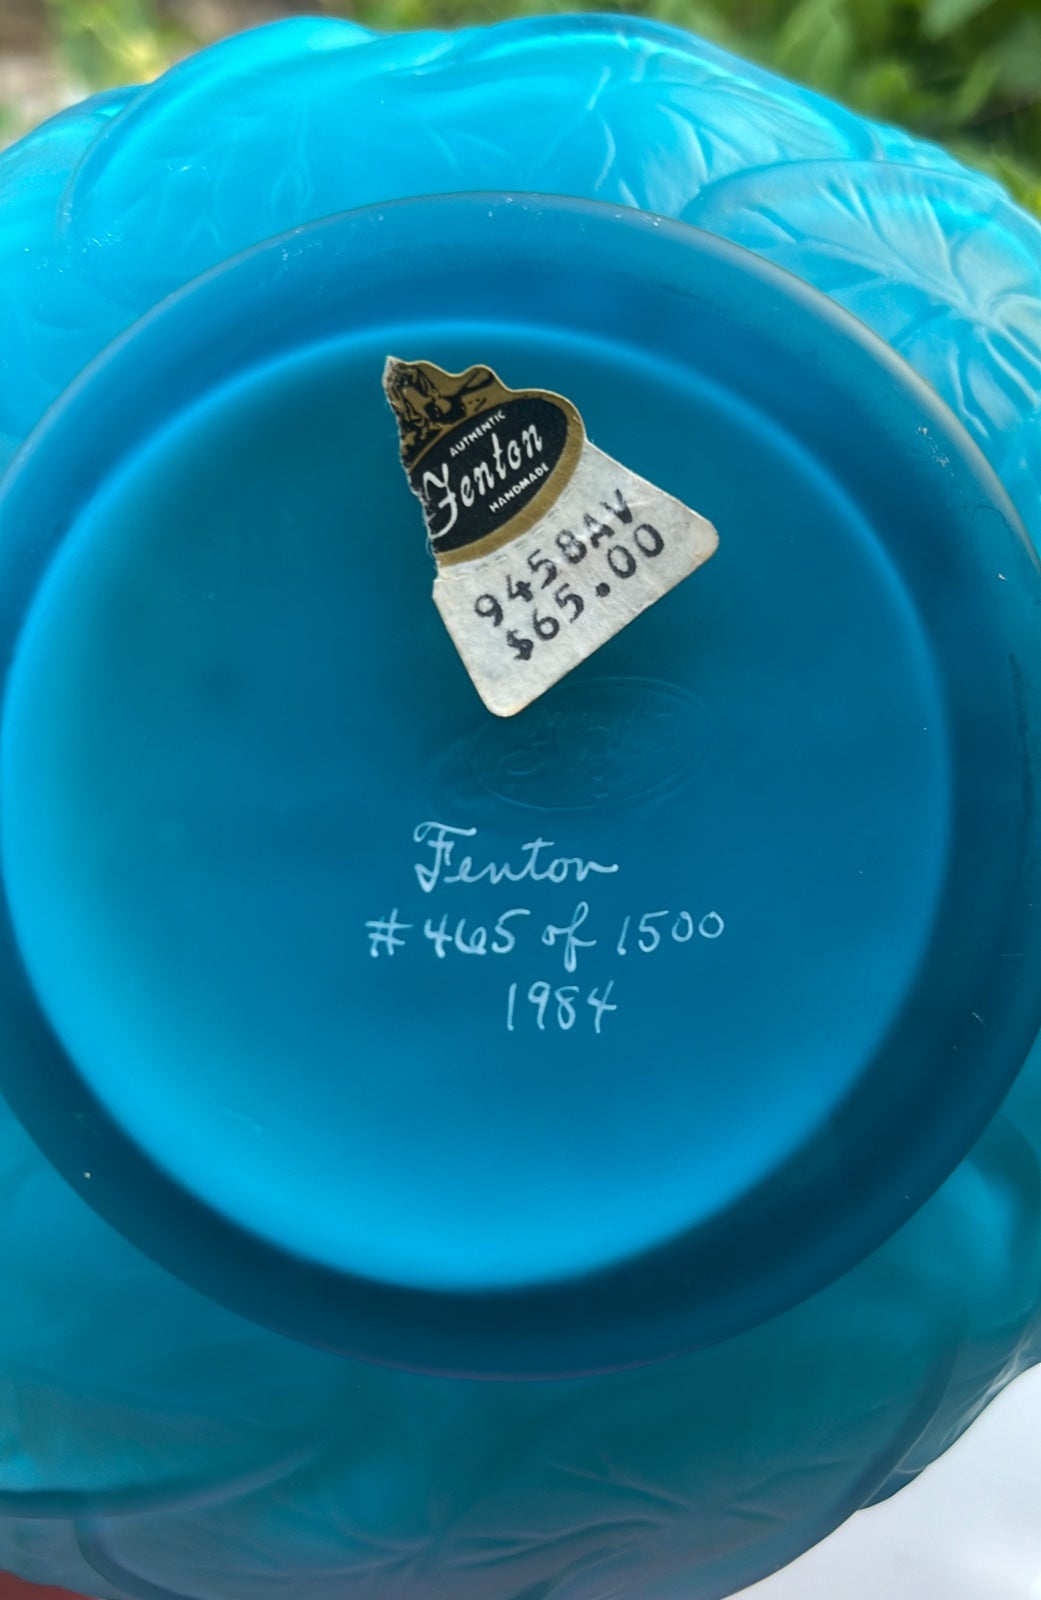 AUTHENTIC
Fenton
HANDMADE
9458AV
$65.00
Fenton
#465 of 1500
1984